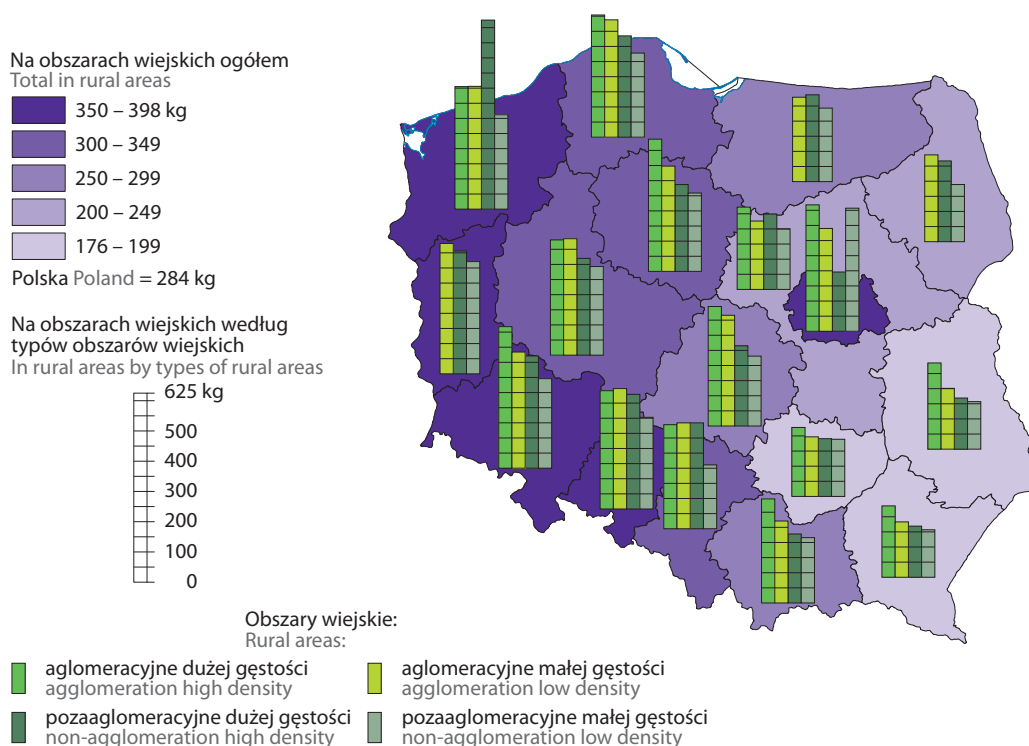 Na obszarach wiejskich ogółem
Total in rural areas
350 – 398 kg
300 – 349
250 – 299
200 – 249
176 – 199
Polska Poland = 284 kg
Na obszarach wiejskich według
typów obszarów wiejskich
In rural areas by types of rural areas
625 kg
500
400
300
200
100
0
Obszary wiejskie:
Rural areas:
aglomeracyjne dużej gęstości
agglomeration high density
aglomeracyjne małej gęstości
agglomeration low density
pozaaglomeracyjne dużej gęstości
non-agglomeration high density
pozaaglomeracyjne małej gęstości
non-agglomeration low density